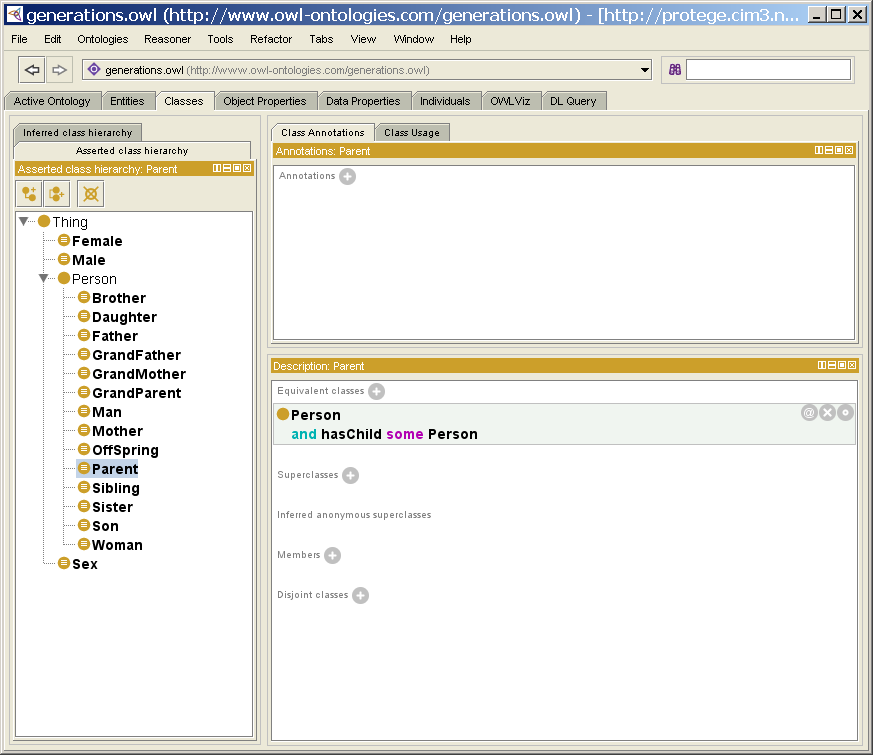 generations.owl (http://www.owl-ontologies.com/generations.owl) - [http://protege.cim3.n...
File Edit Ontologies Reasoner Tools Refactor Tabs View Window Help
generations.owl (http://www.owl-ontologies.com/generations.owl)
Active Ontology Entities Classes Object Properties Data Properties Individuals OWLViz DL Query
Inferred class hierarchy
Asserted class hierarchy
Asserted class hierarchy: Parent
Thing
Female
Male
Person
Brother
Daughter
Father
GrandFather
GrandMother
GrandParent
Man
Mother
OffSpring
Parent
Sibling
Sister
Son
Woman
Sex
Class Annotations Class Usage
Annotations: Parent
Annotations
Description: Parent
Equivalent classes
Person
and hasChild some Person
@
Superclasses
Inferred anonymous superclasses
Members
Disjoint classes